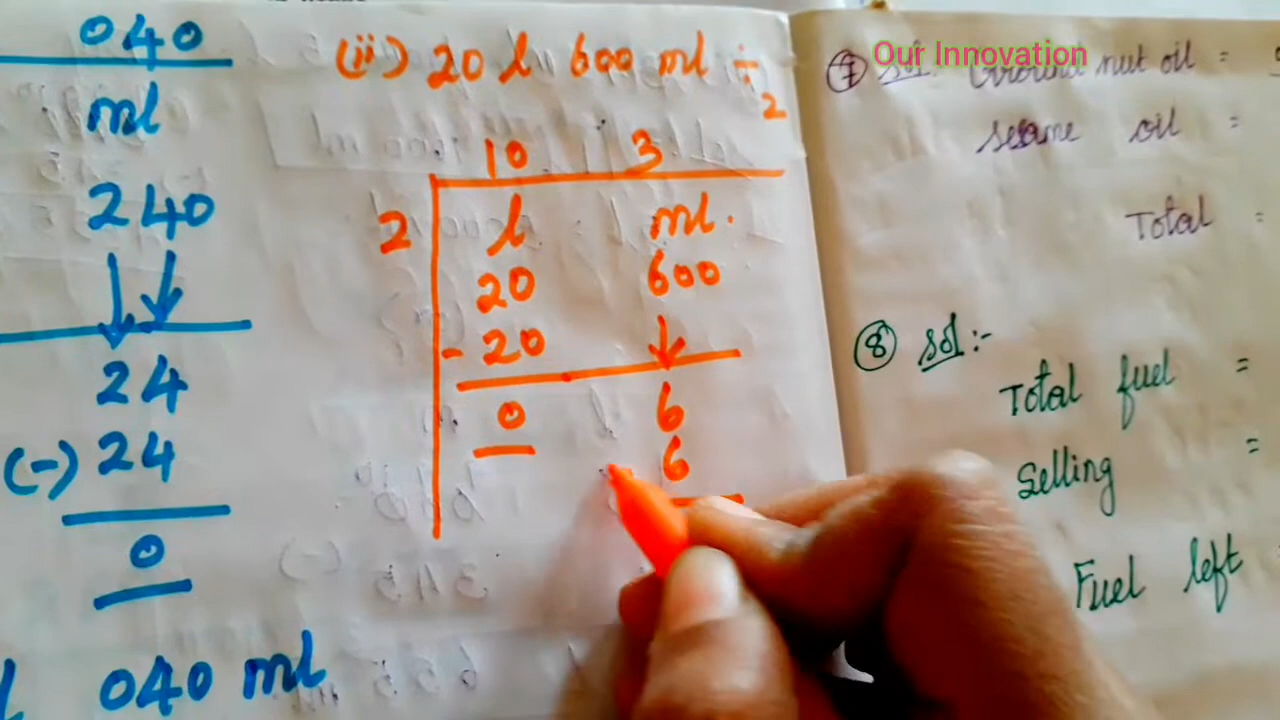 040
ml
240
24
(-) 24
0
040 ml
(ii) 20 l 600 ml ÷ 2
10 3
2 l ml.
20 600
- 20
0 6
6
Our Innovation
7 Sol. Ground nut oil =
sesame oil =
Total =
8 Sol:-
Total fuel =
Selling =
Fuel left